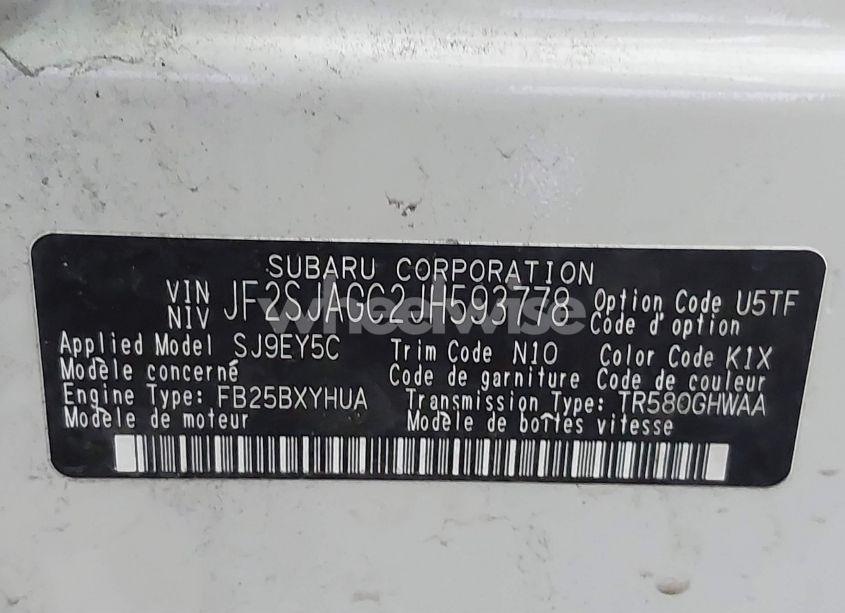 SUBARU CORPORATION
VIN NIV JF2SJAGC2JH593778 Option Code U5TF
Code d'option
Applied Model SJ9EY5C Trim Code N10 Color Code K1X
Modèle concerné Code de garniture Code de couleur
Engine Type: FB25BXYHUA Transmission Type: TR580GHWAA
Modèle de moteur Modèle de boîtes vitesse
wheelwise